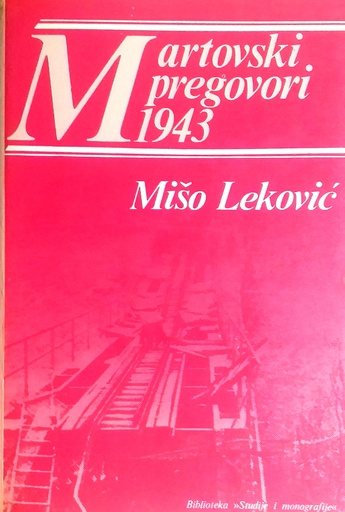 Martovski
pregovori
1943
Mišo Leković
Biblioteka »Studije i monografije«